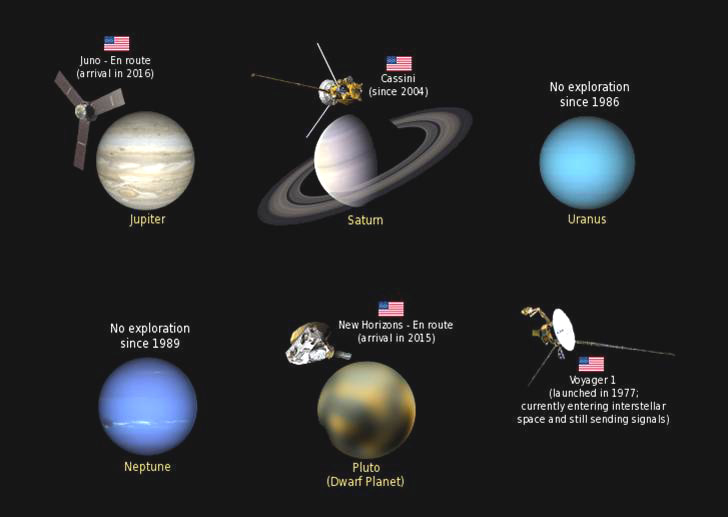 Juno - En route
(arrival in 2016)
Jupiter
Cassini
(since 2004)
Saturn
No exploration
since 1986
Uranus
No exploration
since 1989
Neptune
New Horizons - En route
(arrival in 2015)
Pluto
(Dwarf Planet)
Voyager 1
(launched in 1977;
currently entering interstellar
space and still sending signals)